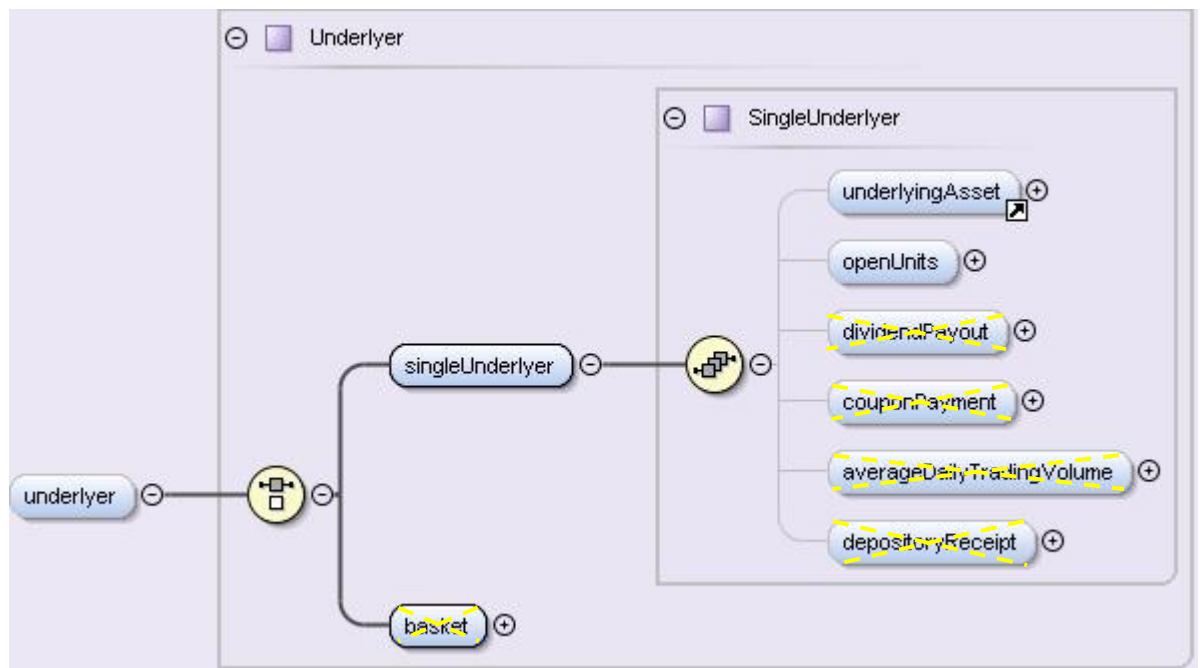 Underlyer
SingleUnderlyer
underlyingAsset
openUnits
dividendPayout
singleUnderlyer
couponPayment
averageDailyTradingVolume
underlyer
depositoryReceipt
basket